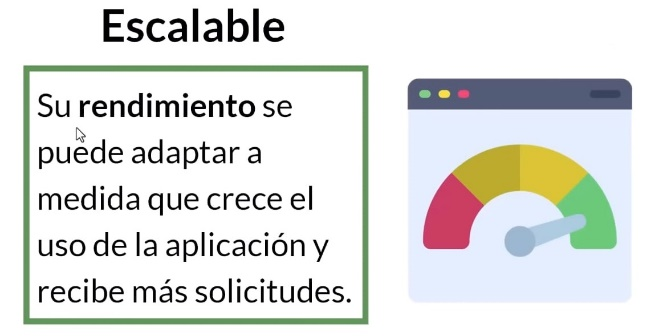 Escalable
Su rendimiento se
puede adaptar a
medida que crece el
uso de la aplicación y
recibe más solicitudes.